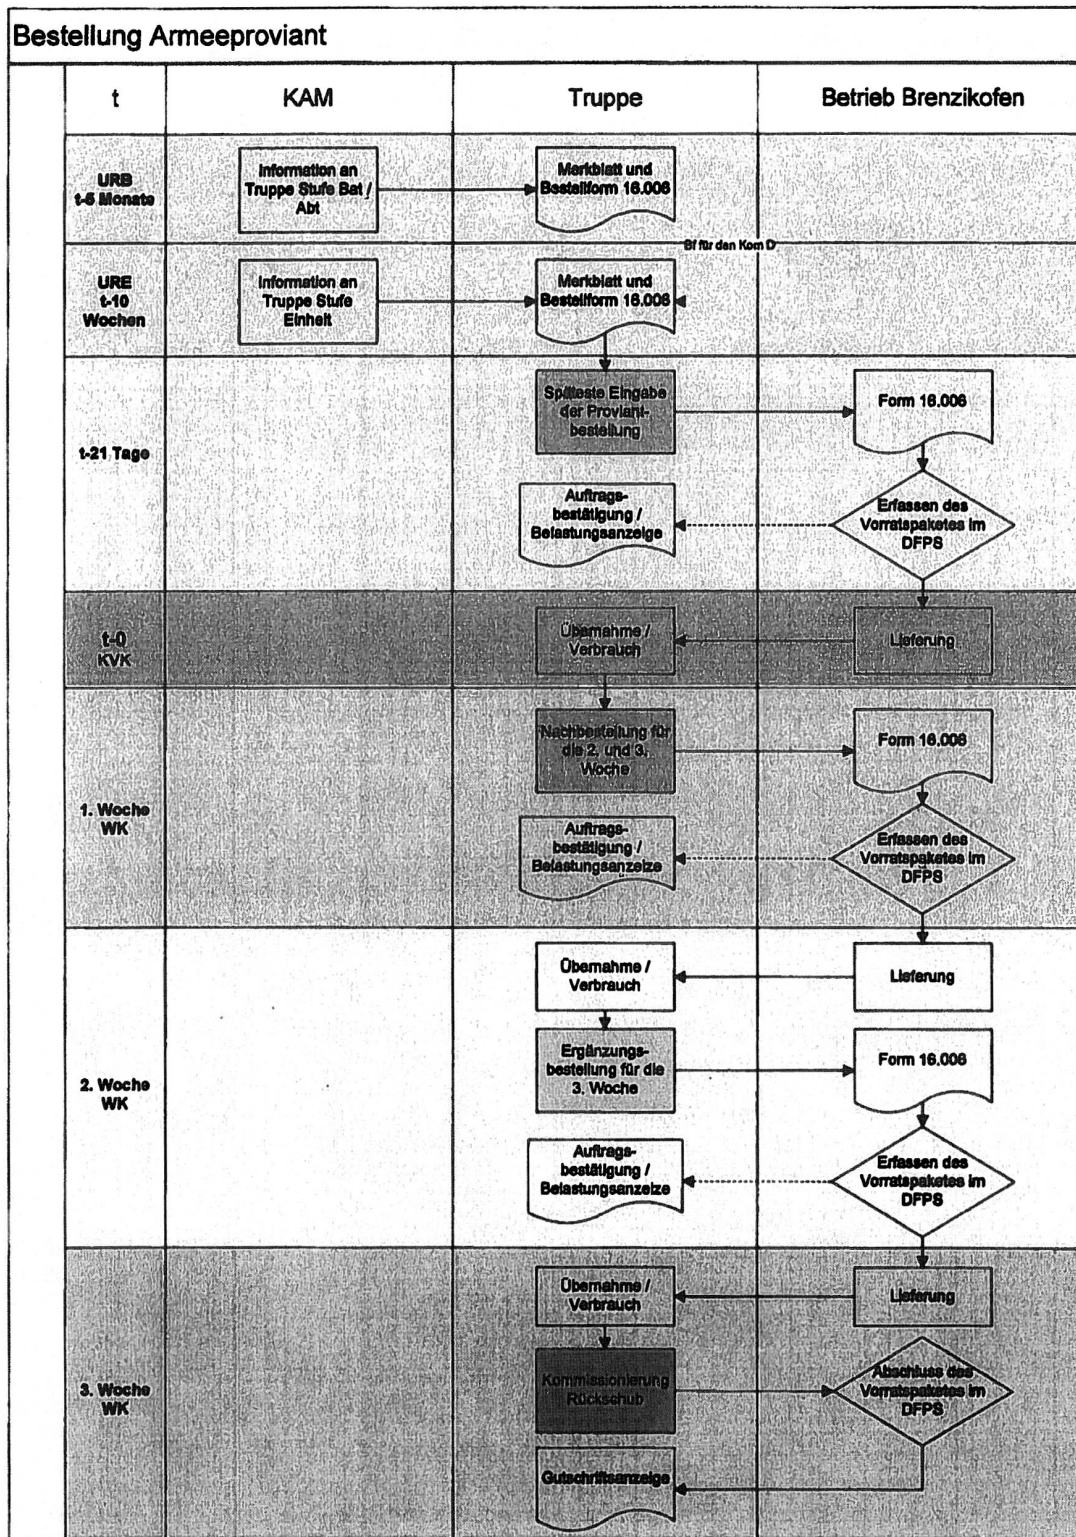 Bestellung Armeeproviant
t
KAM
Truppe
Betrieb Brenzikofen
URB
t-5 Monate
Information an
Truppe Stufe Bat /
Abt
Merkblatt und
Bestellform 16.006
Bf für den Kom D
URE
t-10
Wochen
Information an
Truppe Stufe
Einheit
Merkblatt und
Bestellform 16.006
t-21 Tage
Späteste Eingabe
der Proviant-
bestellung
Form 16.006
Auftrags-
bestätigung /
Belastungsanzeige
Erfassen des
Vorratspaketes im
DFPS
t-0
KVK
Übernahme /
Verbrauch
Lieferung
1. Woche
WK
Nachbestellung für
die 2. und 3.
Woche
Form 16.006
Auftrags-
bestätigung /
Belastungsanzeize
Erfassen des
Vorratspaketes im
DFPS
2. Woche
WK
Übernahme /
Verbrauch
Lieferung
Ergänzungs-
bestellung für die
3. Woche
Form 16.006
Auftrags-
bestätigung /
Belastungsanzeize
Erfassen des
Vorratspaketes im
DFPS
3. Woche
WK
Übernahme /
Verbrauch
Lieferung
Kommissionierung
Rückschub
Abschluss des
Vorratspaketes im
DFPS
Gutschriftsanzeige